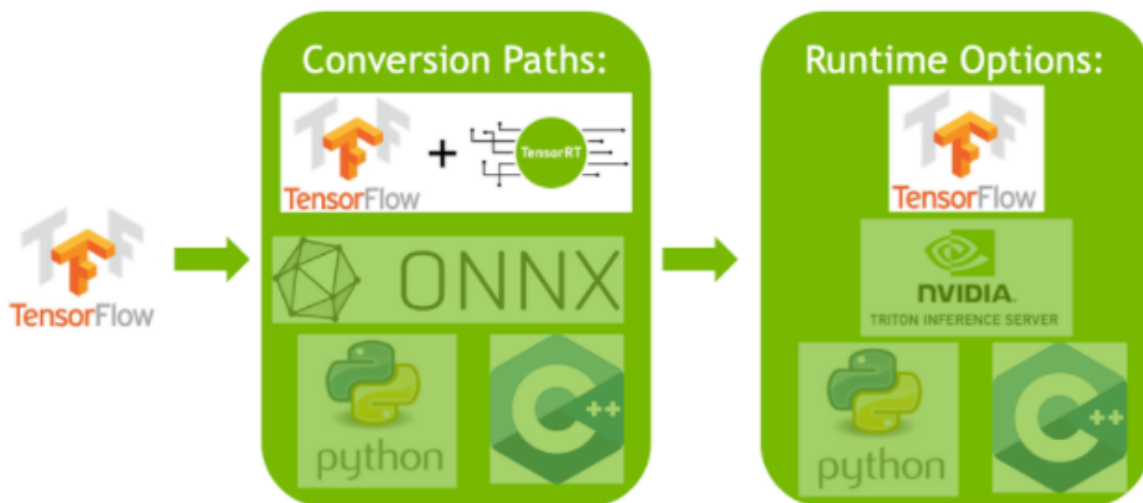 TensorFlow
Conversion Paths:
TensorFlow
+
TensorRT
ONNX
python
C++
Runtime Options:
TensorFlow
NVIDIA.
TRITON INFERENCE SERVER
python
C++